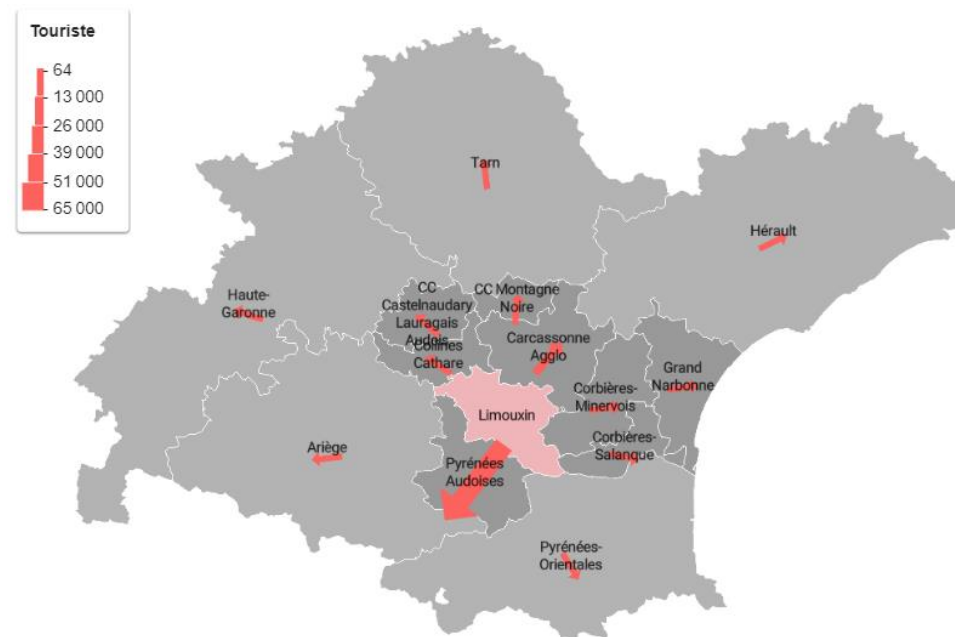 Touriste
64
13 000
26 000
39 000
51 000
65 000
Tarn
Hérault
Haute-
Garonne
CC
Castelnaudary
Lauragais
Audois
CC Montagne
Noire
Collines
Cathare
Carcassonne
Agglo
Grand
Narbonne
Corbières-
Minervois
Limouxin
Corbières-
Salanque
Ariège
Pyrénées
Audoises
Pyrénées-
Orientales